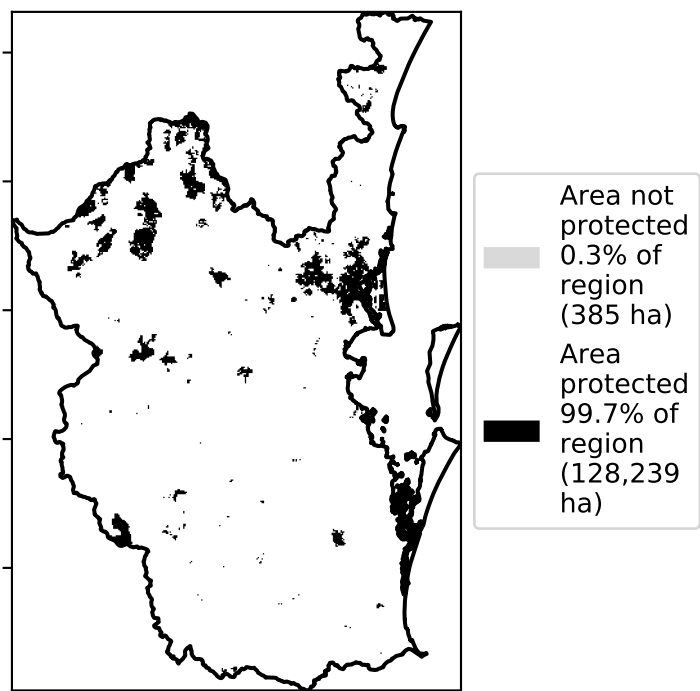 Area not
protected
0.3% of
region
(385 ha)
Area
protected
99.7% of
region
(128,239
ha)